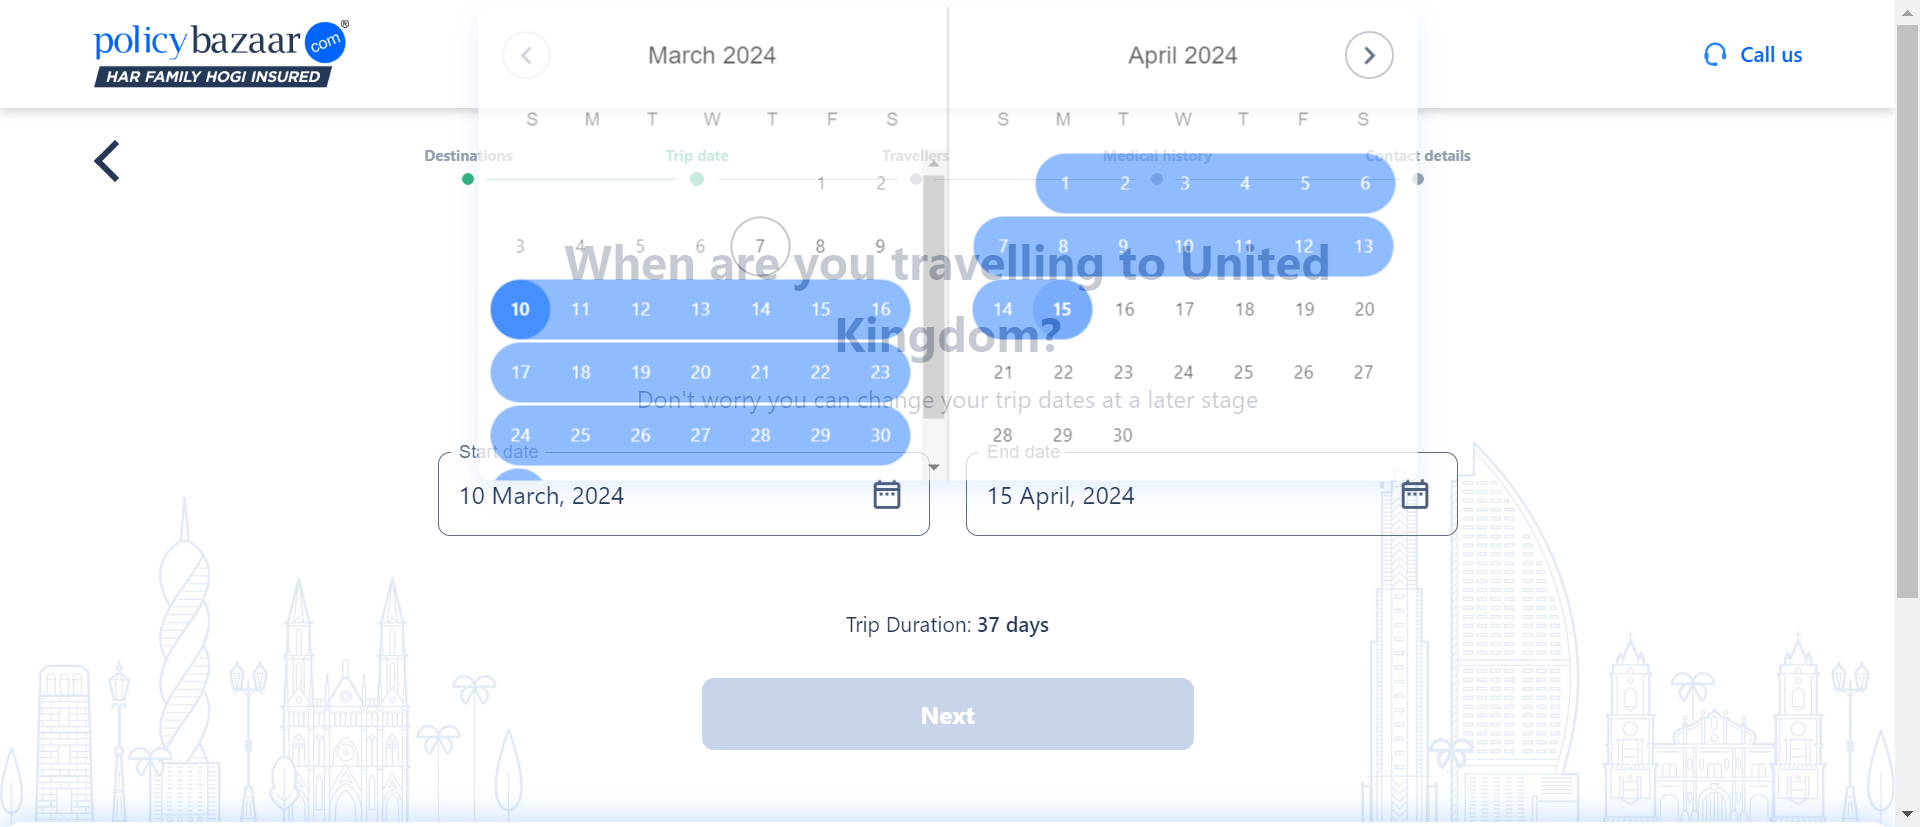 policybazaar.com®
HAR FAMILY HOGI INSURED
Call us
Destinations
Trip date
Travellers
Medical history
Contact details
March 2024
S M T W T F S
1 2
3 4 5 6 7 8 9
10 11 12 13 14 15 16
17 18 19 20 21 22 23
24 25 26 27 28 29 30
April 2024
S M T W T F S
1 2 3 4 5 6
7 8 9 10 11 12 13
14 15 16 17 18 19 20
21 22 23 24 25 26 27
28 29 30
When are you travelling to United
Kingdom?
Don't worry you can change your trip dates at a later stage
Start date
10 March, 2024
End date
15 April, 2024
Trip Duration: 37 days
Next